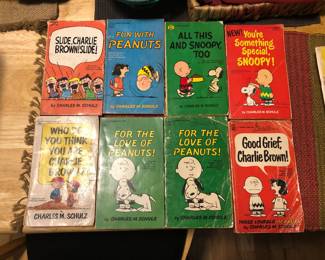 SLIDE, CHARLIE
BROWN! SLIDE!
by CHARLES M. SCHULZ
FUN WITH
PEANUTS
by CHARLES M. SCHULZ
ALL THIS
AND SNOOPY,
TOO
by CHARLES M. SCHULZ
NEW!
You're
Something
Special,
SNOOPY!
by CHARLES M. SCHULZ
WHO DO
YOU THINK
YOU ARE,
CHARLIE
BROWN?
CHARLES M. SCHULZ
FOR THE
LOVE OF
PEANUTS!
by CHARLES M. SCHULZ
FOR THE
LOVE OF
PEANUTS!
by CHARLES M. SCHULZ
Good Grief,
Charlie Brown!
CHARLES M. SCHULZ